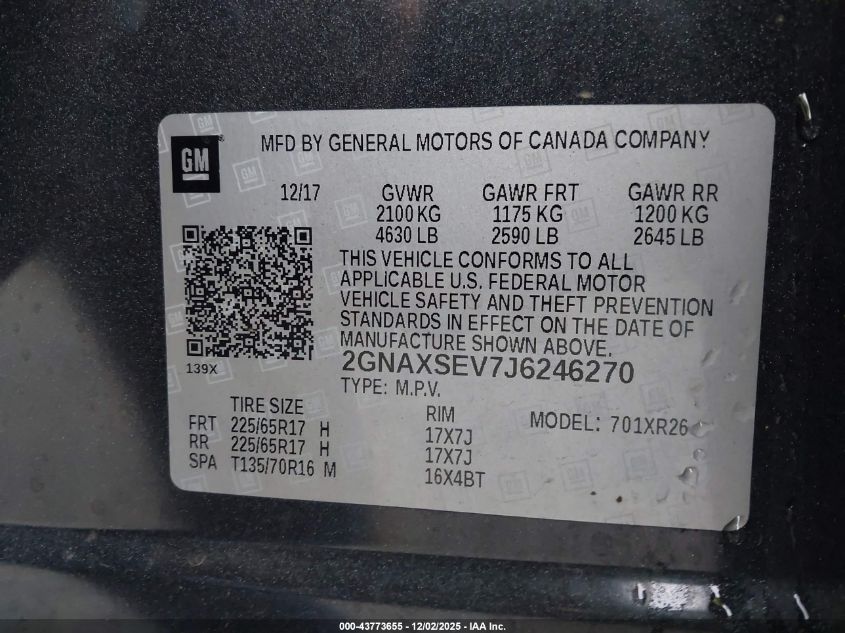 GM
MFD BY GENERAL MOTORS OF CANADA COMPANY
12/17 GVWR GAWR FRT GAWR RR
2100 KG 1175 KG 1200 KG
4630 LB 2590 LB 2645 LB
THIS VEHICLE CONFORMS TO ALL
APPLICABLE U.S. FEDERAL MOTOR
VEHICLE SAFETY AND THEFT PREVENTION
STANDARDS IN EFFECT ON THE DATE OF
MANUFACTURE SHOWN ABOVE.
139X
2GNAXSEV7J6246270
TYPE: M.P.V.
TIRE SIZE RIM MODEL: 701XR26
FRT 225/65R17 H 17X7J
RR 225/65R17 H 17X7J
SPA T135/70R16 M 16X4BT
000-43773655 - 12/02/2025 - IAA Inc.